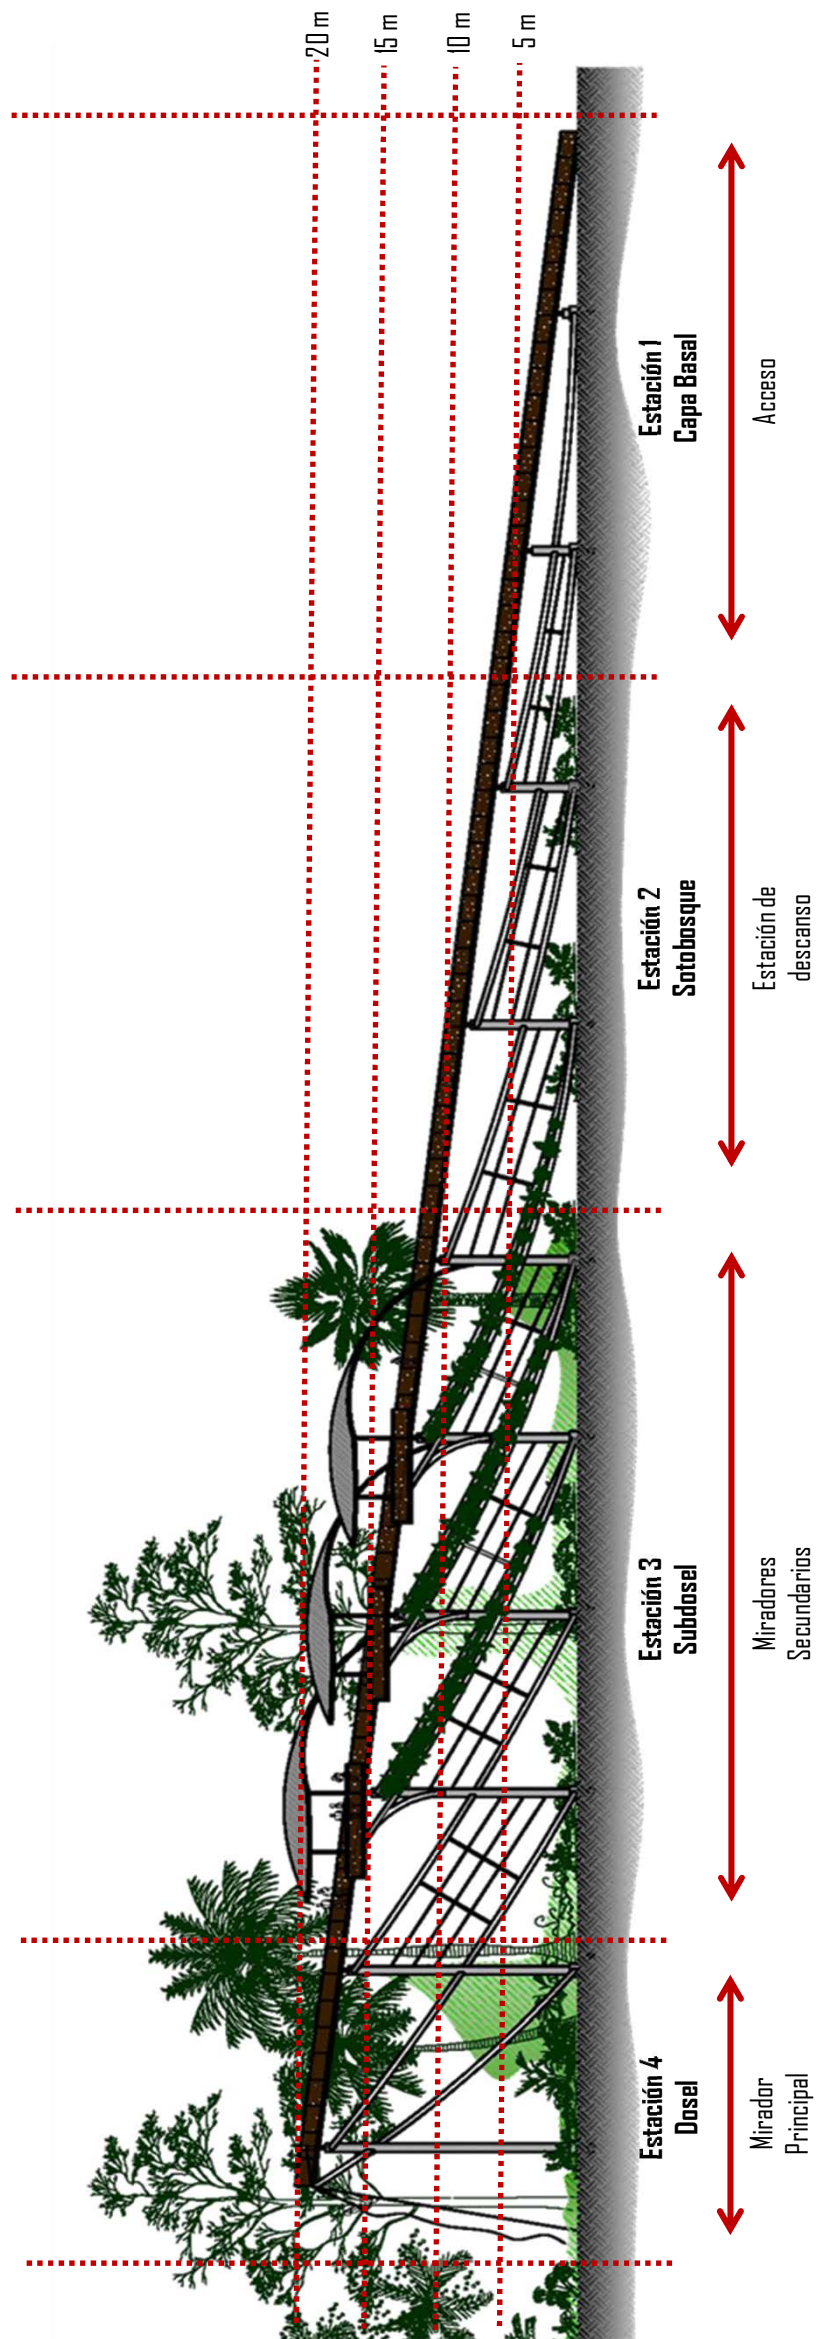 20 m
15 m
10 m
5 m
Estación 4
Dosel
Mirador
Principal
Estación 3
Subdosel
Miradores
Secundarios
Estación 2
Sotobosque
Estación de
descanso
Estación 1
Capa Basal
Acceso